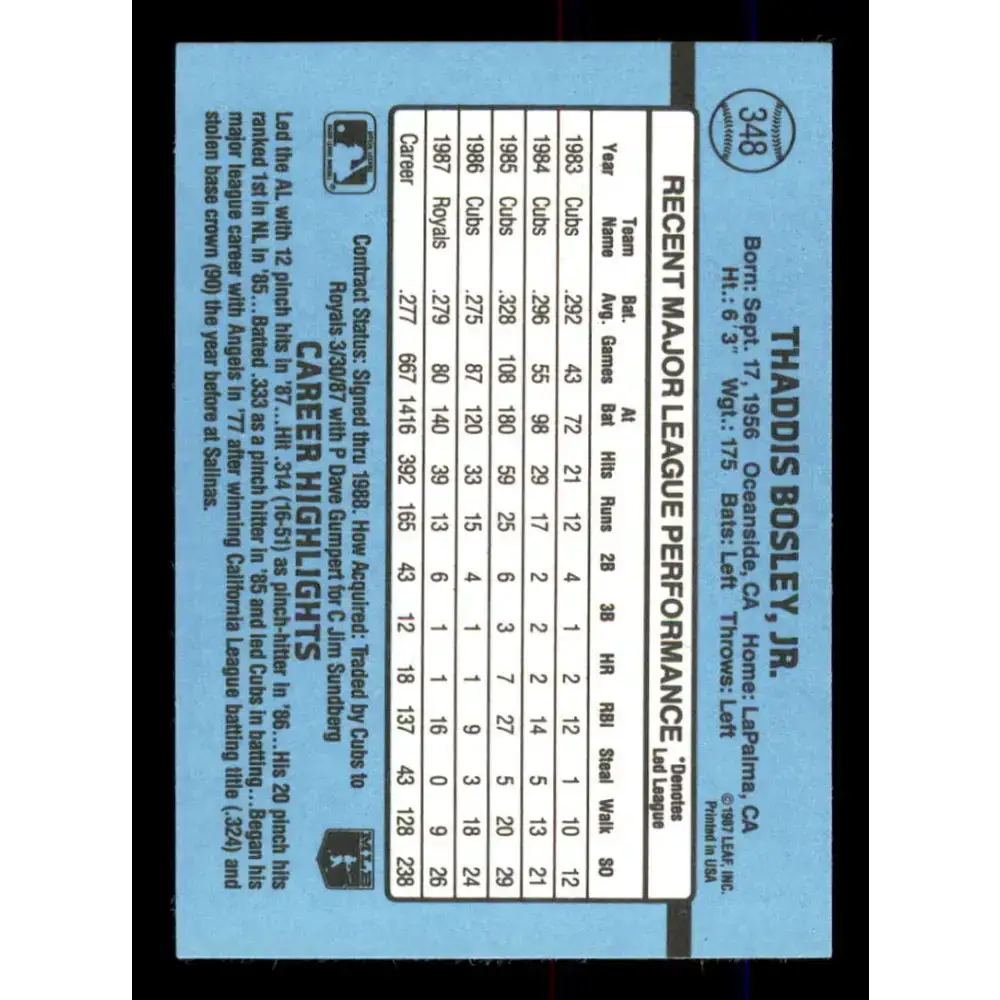 348
THADDIS BOSLEY, JR.
Born: Sept. 17, 1956 Oceanside, CA Home: LaPalma, CA
Ht.: 6'3" Wgt.: 175 Bats: Left Throws: Left
©1987 LEAF, INC.
Printed in USA
RECENT MAJOR LEAGUE PERFORMANCE *Denotes Led League
Year Team Name Bat. Avg. Games At Bat Hits Runs 2B 3B HR RBI Steal Walk SO
1983 Cubs .292 43 72 21 12 4 1 2 12 1 10 12
1984 Cubs .296 55 98 29 17 2 2 2 14 5 13 21
1985 Cubs .328 108 180 59 25 6 3 7 27 5 20 29
1986 Cubs .275 87 120 33 15 4 1 1 9 3 18 24
1987 Royals .279 80 140 39 13 6 1 1 16 0 9 26
Career .277 667 1416 392 165 43 12 18 137 43 128 238
Contract Status: Signed thru 1988. How Acquired: Traded by Cubs to
Royals 3/30/87 with P Dave Gumpert for C Jim Sundberg
MLB
CAREER HIGHLIGHTS
Led the AL with 12 pinch hits in '87...Hit .314 (16-51) as pinch-hitter in '86...His 20 pinch hits
ranked 1st in NL in '85...Batted .333 as a pinch hitter in '85 and led Cubs in batting...Began his
major league career with Angels in '77 after winning California League batting title (.324) and
stolen base crown (90) the year before at Salinas.